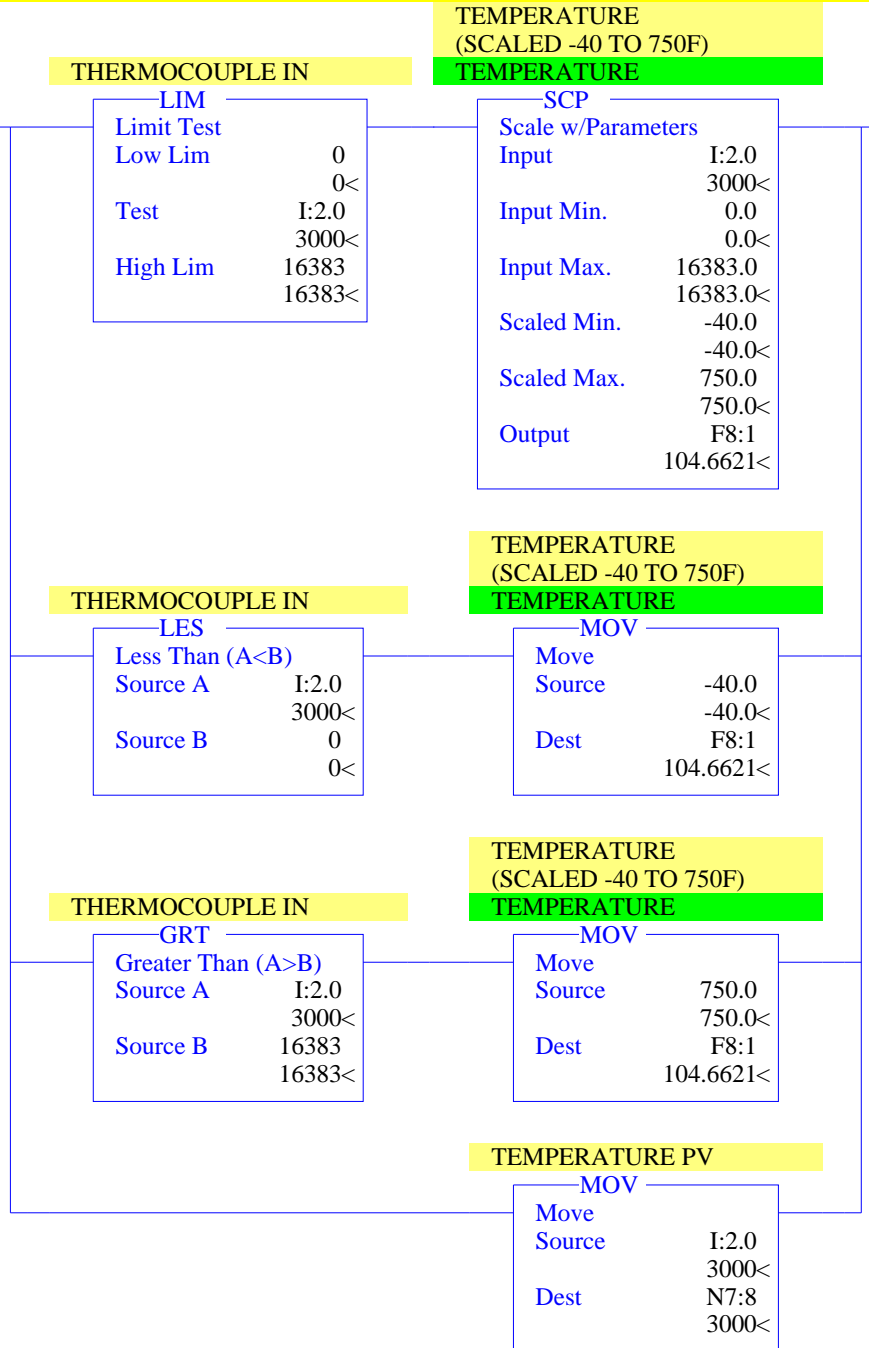 TEMPERATURE
(SCALED -40 TO 750F)
THERMOCOUPLE IN TEMPERATURE
LIM SCP
Limit Test Scale w/Parameters
Low Lim 0 Input I:2.0
0< 3000<
Test I:2.0 Input Min. 0.0
3000< 0.0<
High Lim 16383 Input Max. 16383.0
16383< 16383.0<
Scaled Min. -40.0
-40.0<
Scaled Max. 750.0
750.0<
Output F8:1
104.6621<
TEMPERATURE
(SCALED -40 TO 750F)
THERMOCOUPLE IN TEMPERATURE
LES MOV
Less Than (A<B) Move
Source A I:2.0 Source -40.0
3000< -40.0<
Source B 0 Dest F8:1
0< 104.6621<
TEMPERATURE
(SCALED -40 TO 750F)
THERMOCOUPLE IN TEMPERATURE
GRT MOV
Greater Than (A>B) Move
Source A I:2.0 Source 750.0
3000< 750.0<
Source B 16383 Dest F8:1
16383< 104.6621<
TEMPERATURE PV
MOV
Move
Source I:2.0
3000<
Dest N7:8
3000<